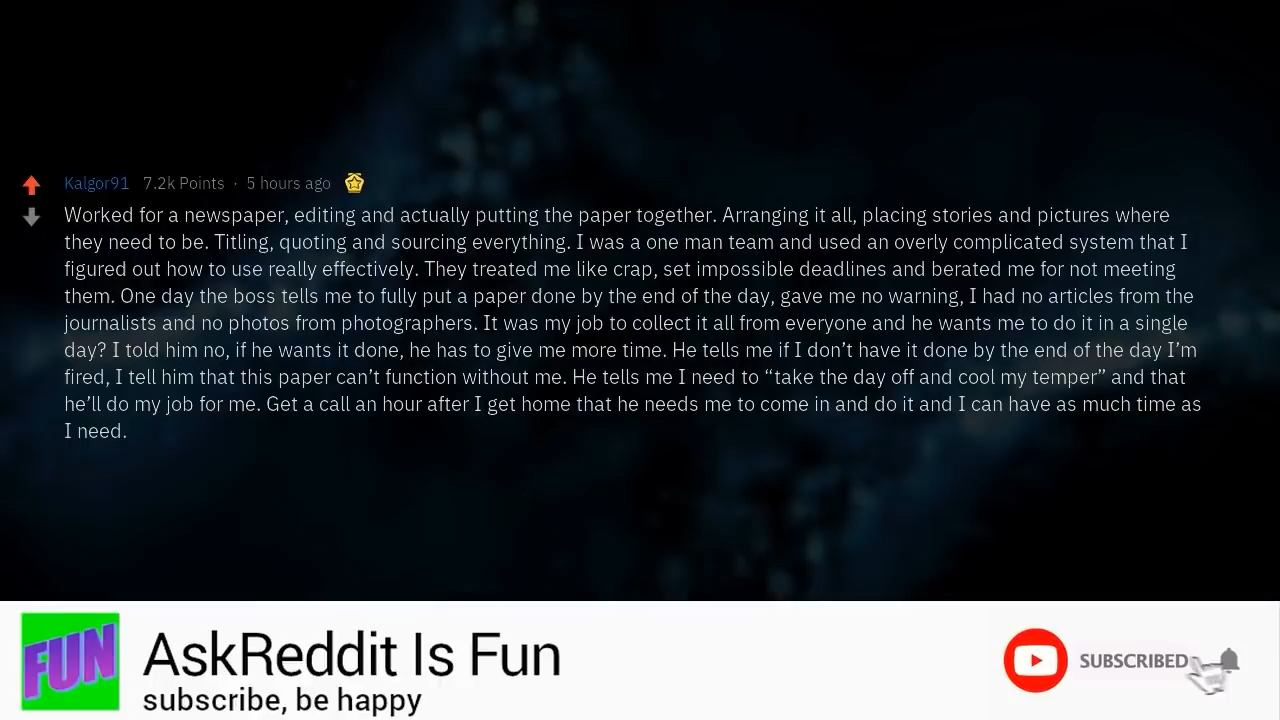 Kalgor91 7.2k Points · 5 hours ago
Worked for a newspaper, editing and actually putting the paper together. Arranging it all, placing stories and pictures where
they need to be. Titling, quoting and sourcing everything. I was a one man team and used an overly complicated system that I
figured out how to use really effectively. They treated me like crap, set impossible deadlines and berated me for not meeting
them. One day the boss tells me to fully put a paper done by the end of the day, gave me no warning, I had no articles from the
journalists and no photos from photographers. It was my job to collect it all from everyone and he wants me to do it in a single
day? I told him no, if he wants it done, he has to give me more time. He tells me if I don’t have it done by the end of the day I’m
fired, I tell him that this paper can’t function without me. He tells me I need to “take the day off and cool my temper” and that
he’ll do my job for me. Get a call an hour after I get home that he needs me to come in and do it and I can have as much time as
I need.
FUN
AskReddit Is Fun
subscribe, be happy
SUBSCRIBED